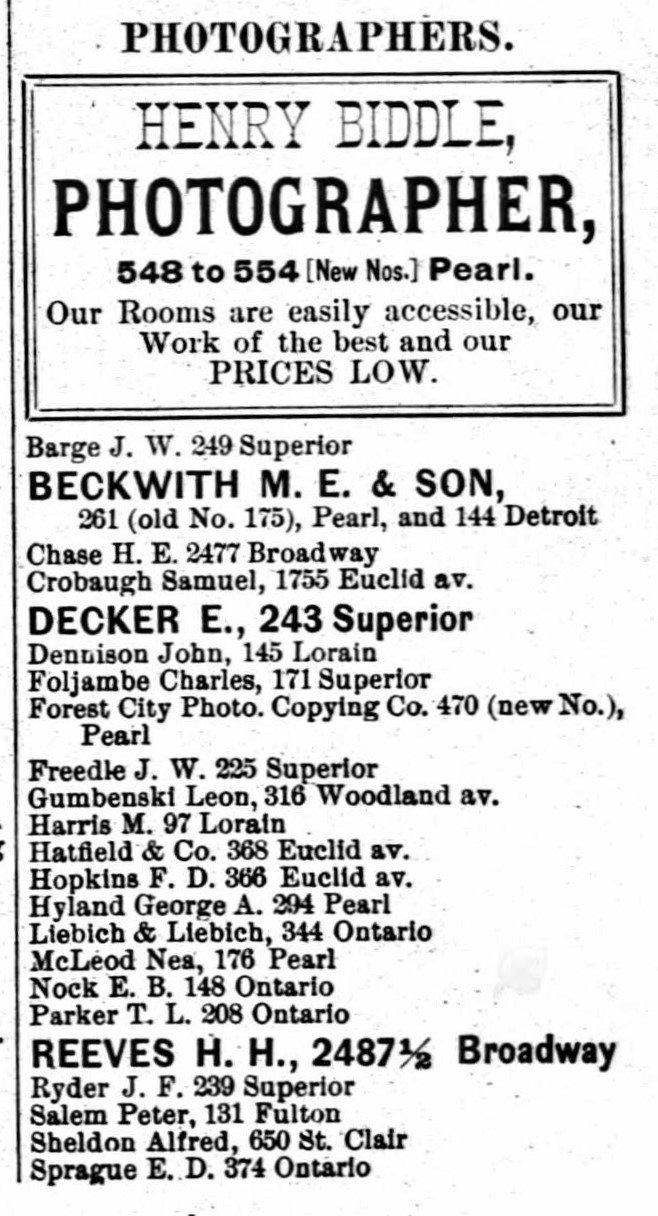 PHOTOGRAPHERS.
HENRY BIDDLE,
PHOTOGRAPHER,
548 to 554 [New Nos.] Pearl.
Our Rooms are easily accessible, our
Work of the best and our
PRICES LOW.
Barge J. W. 249 Superior
BECKWITH M. E. & SON,
261 (old No. 175), Pearl, and 144 Detroit
Chase H. E. 2477 Broadway
Crobaugh Samuel, 1755 Euclid av.
DECKER E., 243 Superior
Dennison John, 145 Lorain
Foljambe Charles, 171 Superior
Forest City Photo. Copying Co. 470 (new No.),
Pearl
Freedle J. W. 225 Superior
Gumbenski Leon, 316 Woodland av.
Harris M. 97 Lorain
Hatfield & Co. 368 Euclid av.
Hopkins F. D. 366 Euclid av.
Hyland George A. 294 Pearl
Liebich & Liebich, 344 Ontario
McLeod Nea, 176 Pearl
Nock E. B. 148 Ontario
Parker T. L. 208 Ontario
REEVES H. H., 2487½ Broadway
Ryder J. F. 239 Superior
Salem Peter, 131 Fulton
Sheldon Alfred, 650 St. Clair
Sprague E. D. 374 Ontario